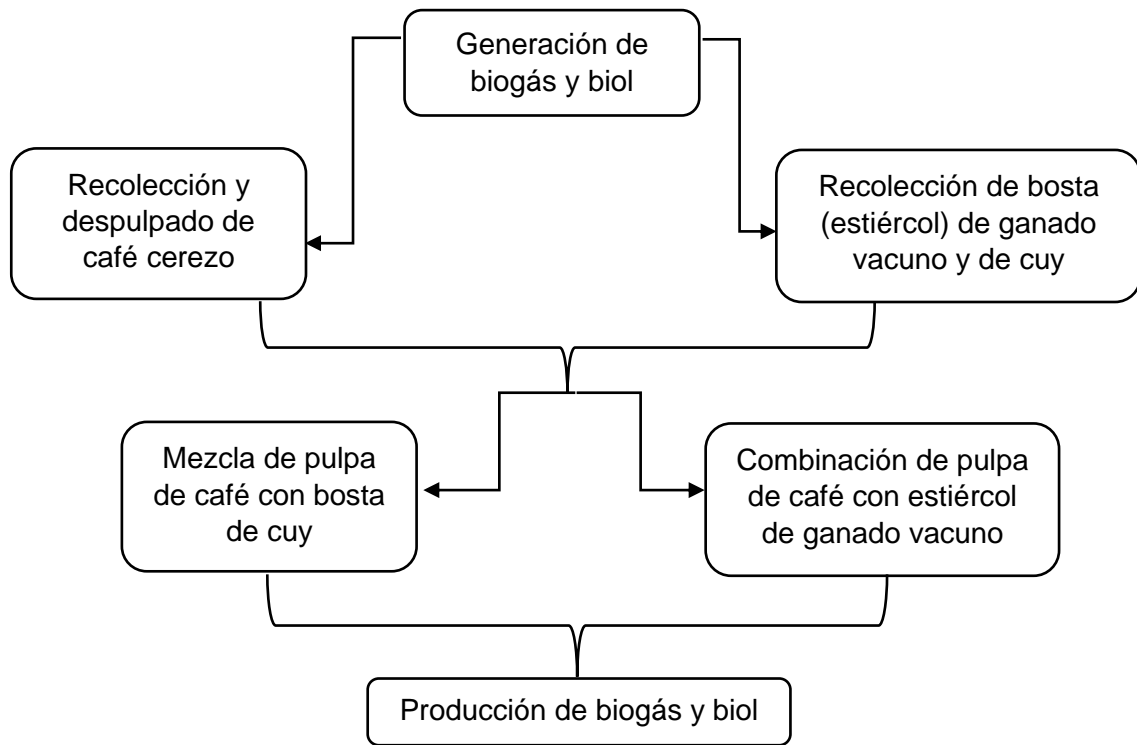 Generación de
biogás y biol
Recolección y
despulpado de
café cerezo
Recolección de bosta
(estiércol) de ganado
vacuno y de cuy
Mezcla de pulpa
de café con bosta
de cuy
Combinación de pulpa
de café con estiércol
de ganado vacuno
Producción de biogás y biol